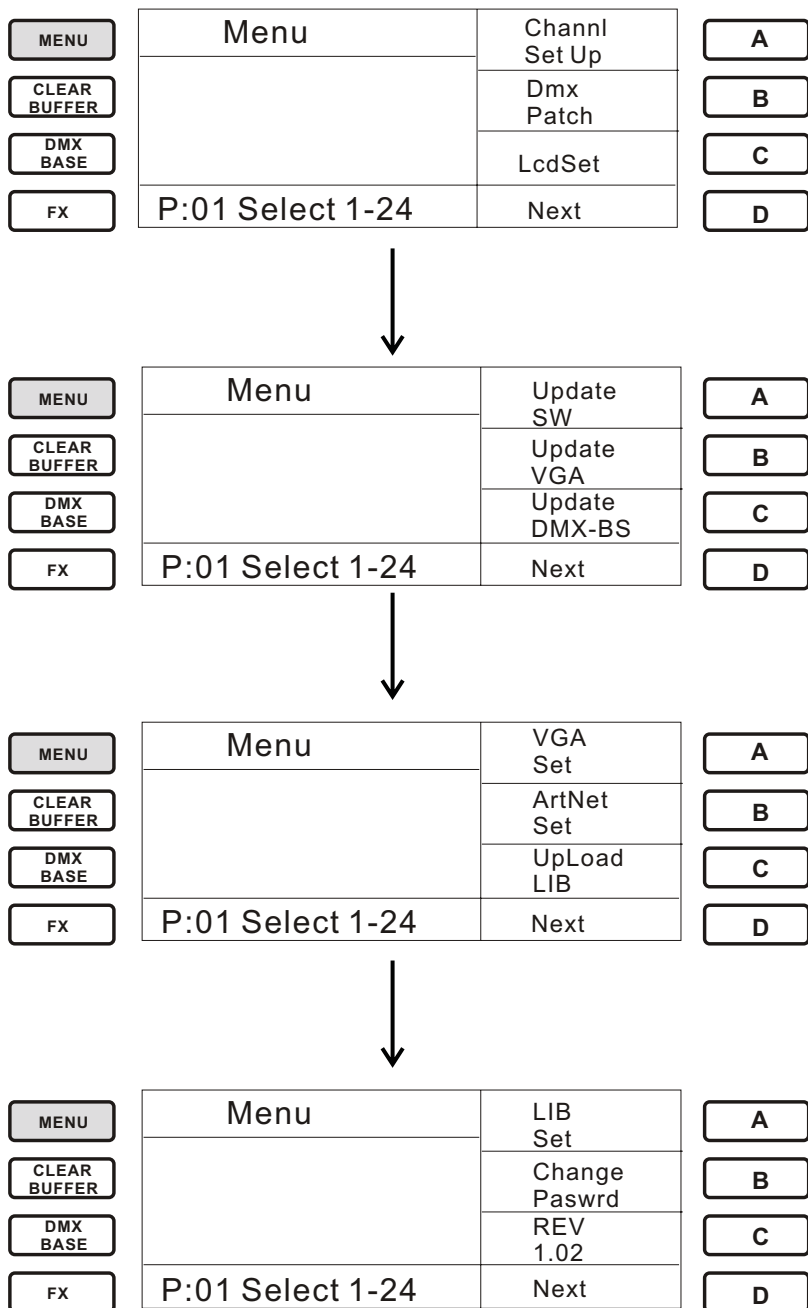 MENU
Menu
Channl
Set Up
A
CLEAR
BUFFER
Dmx
Patch
B
DMX
BASE
LcdSet
C
FX
P:01 Select 1-24
Next
D
MENU
Menu
Update
SW
A
CLEAR
BUFFER
Update
VGA
B
DMX
BASE
Update
DMX-BS
C
FX
P:01 Select 1-24
Next
D
MENU
Menu
VGA
Set
A
CLEAR
BUFFER
ArtNet
Set
B
DMX
BASE
UpLoad
LIB
C
FX
P:01 Select 1-24
Next
D
MENU
Menu
LIB
Set
A
CLEAR
BUFFER
Change
Paswrd
B
DMX
BASE
REV
1.02
C
FX
P:01 Select 1-24
Next
D